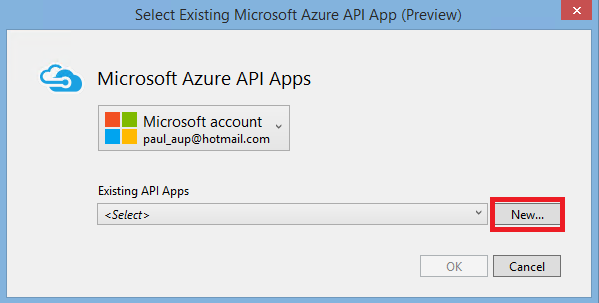 Select Existing Microsoft Azure API App (Preview)
Microsoft Azure API Apps
Microsoft account
paul_aup@hotmail.com
Existing API Apps
<Select>
New...
OK
Cancel